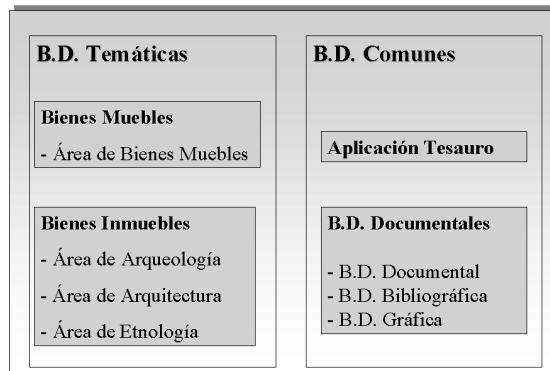 B.D. Temáticas
Bienes Muebles
- Área de Bienes Muebles
Bienes Inmuebles
- Área de Arqueología
- Área de Arquitectura
- Área de Etnología
B.D. Comunes
Aplicación Tesauro
B.D. Documentales
- B.D. Documental
- B.D. Bibliográfica
- B.D. Gráfica